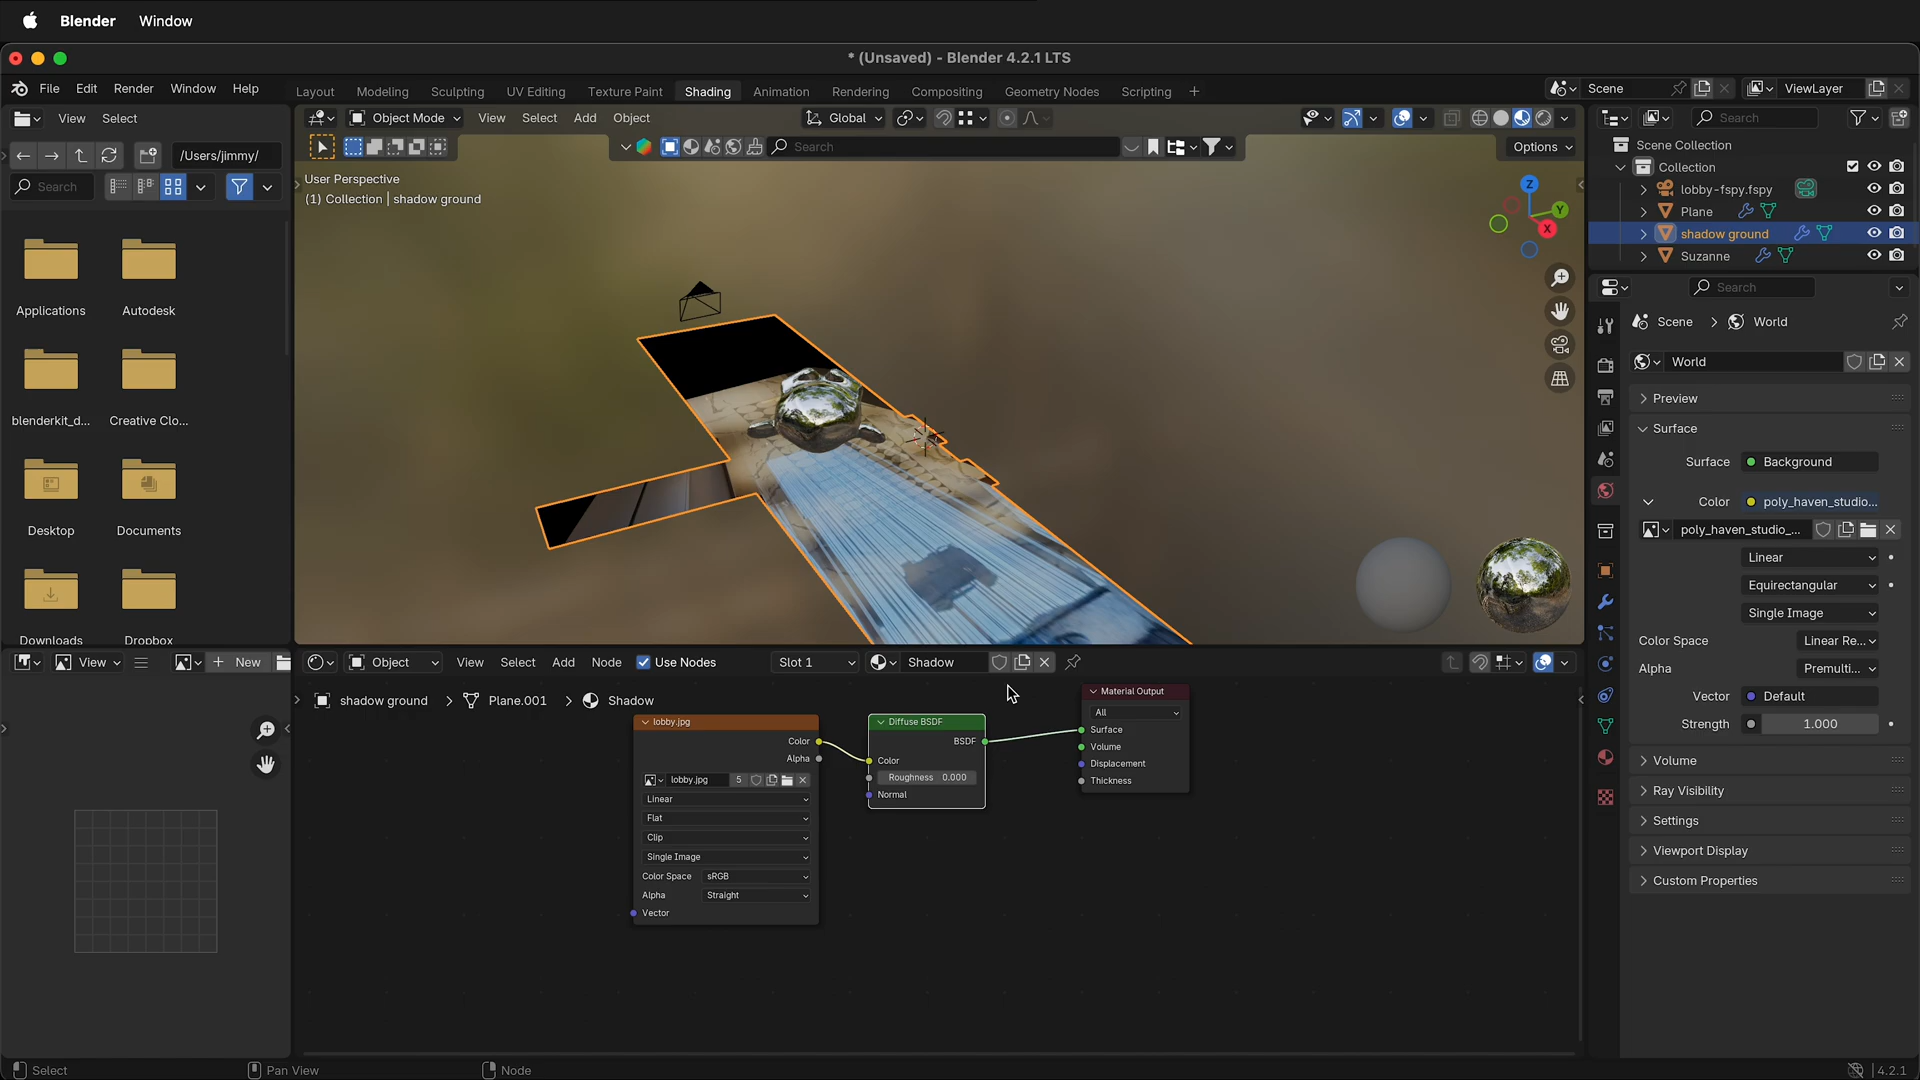 Blender Window
* (Unsaved) - Blender 4.2.1 LTS
File Edit Render Window Help Layout Modeling Sculpting UV Editing Texture Paint Shading Animation Rendering Compositing Geometry Nodes Scripting + Scene ViewLayer
View Select Object Mode View Select Add Object Global Search
/Users/jimmy/ Search Options
Search
User Perspective
(1) Collection | shadow ground
Z
Y
X
Applications Autodesk
blenderkit_d... Creative Clo...
Desktop Documents
Downloads Dropbox
Scene Collection
Collection
lobby-fspy.fspy
Plane
shadow ground
Suzanne
Search
Scene > World
World
Preview
Surface
Surface Background
Color poly_haven_studio...
poly_haven_studio_...
Linear
Equirectangular
Single Image
Color Space Linear Re...
Alpha Premulti...
Vector Default
Strength 1.000
Volume
Ray Visibility
Settings
Viewport Display
Custom Properties
View + New Object View Select Add Node Use Nodes Slot 1 Shadow
shadow ground > Plane.001 > Shadow
lobby.jpg
Color
Alpha
lobby.jpg 5
Linear
Flat
Clip
Single Image
Color Space sRGB
Alpha Straight
Vector
Diffuse BSDF
BSDF
Color
Roughness 0.000
Normal
Material Output
All
Surface
Volume
Displacement
Thickness
Select Pan View Node 4.2.1